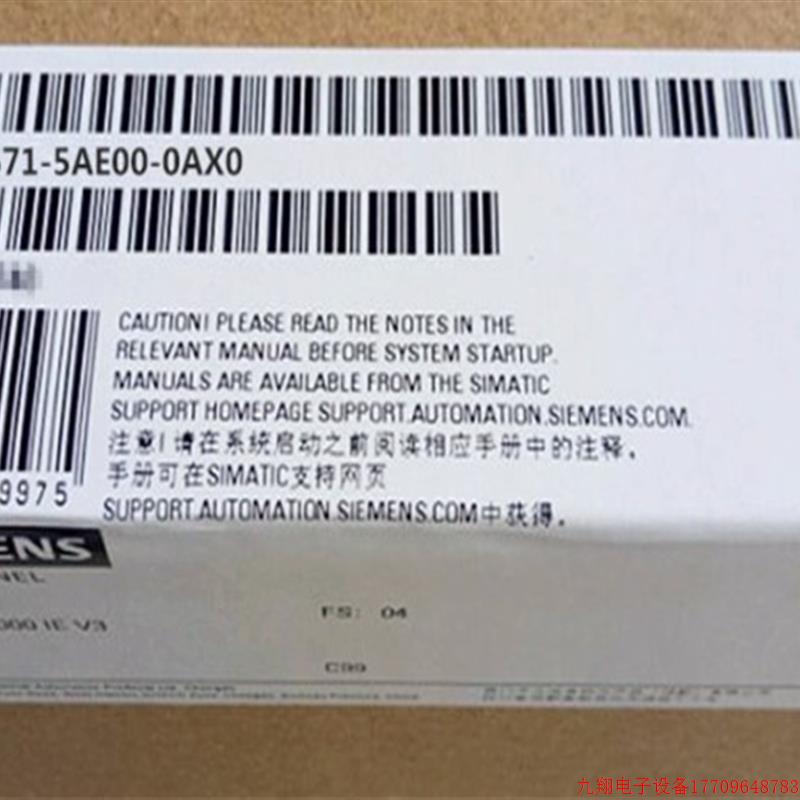 71-5AE00-0AX0
CAUTION! PLEASE READ THE NOTES IN THE
RELEVANT MANUAL BEFORE SYSTEM STARTUP.
MANUALS ARE AVAILABLE FROM THE SIMATIC
SUPPORT HOMEPAGE SUPPORT.AUTOMATION.SIEMENS.COM.
注意!请在系统启动之前阅读相应手册中的注释。
手册可在SIMATIC支持网页
SUPPORT.AUTOMATION.SIEMENS.COM中获得。
9975
ENS
NEL
000 IE V3
FS: 04
C99
九翔电子设备17709648783